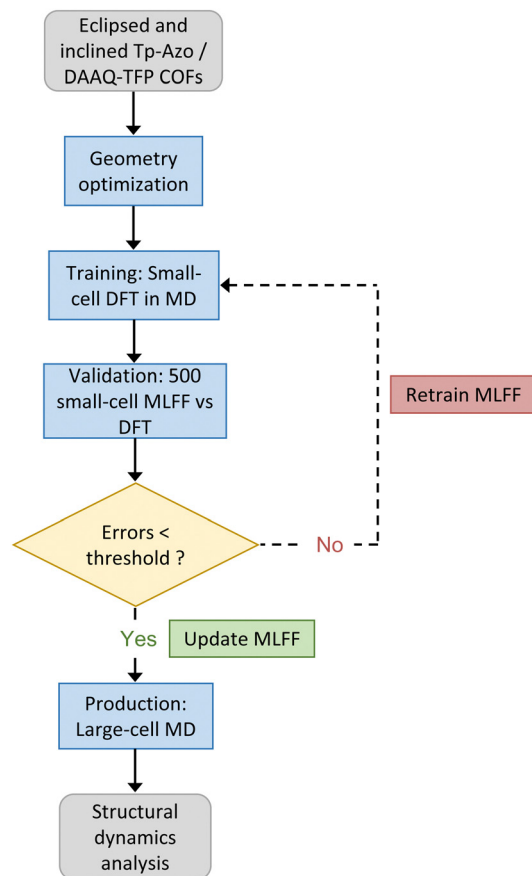 Eclipsed and
inclined Tp-Azo /
DAAQ-TFP COFs
Geometry
optimization
Training: Small-
cell DFT in MD
Validation: 500
small-cell MLFF vs
DFT
Retrain MLFF
Errors <
threshold ?
No
Yes
Update MLFF
Production:
Large-cell MD
Structural
dynamics
analysis